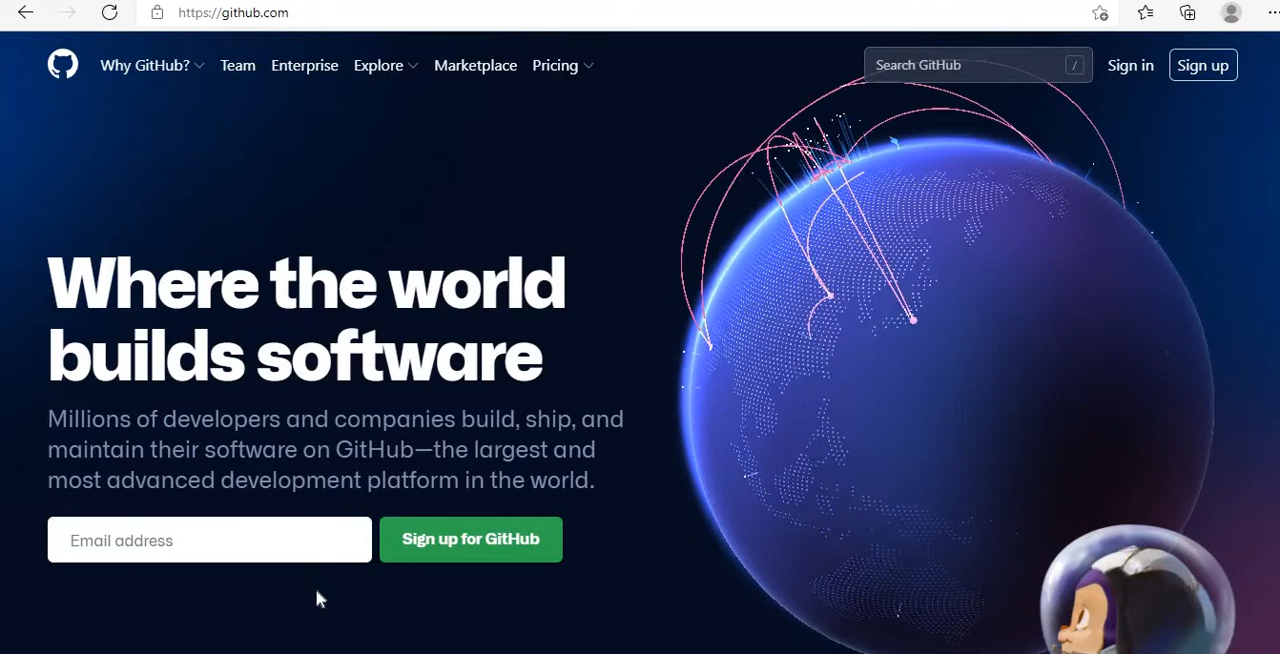 https://github.com
Why GitHub? Team Enterprise Explore Marketplace Pricing Search GitHub / Sign in Sign up
Where the world
builds software
Millions of developers and companies build, ship, and
maintain their software on GitHub—the largest and
most advanced development platform in the world.
Email address Sign up for GitHub